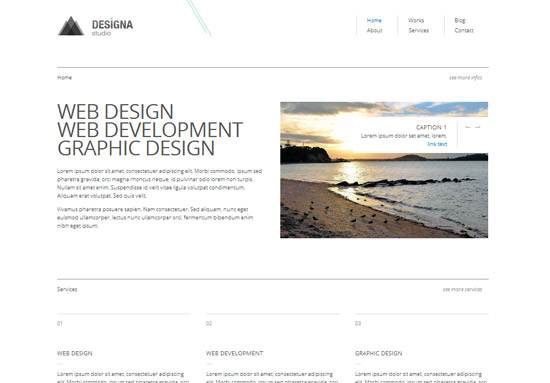 DESIGNA
studio
Home
About
Works
Services
Blog
Contact
Home
see more infos
WEB DESIGN
WEB DEVELOPMENT
GRAPHIC DESIGN
Lorem ipsum dolor sit amet, consectetuer adipiscing elit. Morbi commodo, ipsum sed
pharetra gravida, orci magna rhoncus neque, id pulvinar odio lorem non turpis.
Nullam sit amet enim. Suspendisse id velit vitae ligula volutpat condimentum.
Aliquam erat volutpat. Sed quis velit.
Vivamus pharetra posuere sapien. Nam consectetuer. Sed aliquam, nunc eget
euismod ullamcorper, lectus nunc ullamcorper orci, fermentum bibendum enim
nibh eget ipsum.
CAPTION 1
Lorem ipsum dolor set amet, lorem,
link text
Services
see more services
01
02
03
WEB DESIGN
WEB DEVELOPMENT
GRAPHIC DESIGN
Lorem ipsum dolor sit amet, consectetuer adipiscing
Lorem ipsum dolor sit amet, consectetuer adipiscing
Lorem ipsum dolor sit amet, consectetuer adipiscing
elit. Morbi commodo, ipsum sed pharetra gravida, orci
elit. Morbi commodo, ipsum sed pharetra gravida, orci
elit. Morbi commodo, ipsum sed pharetra gravida, orci